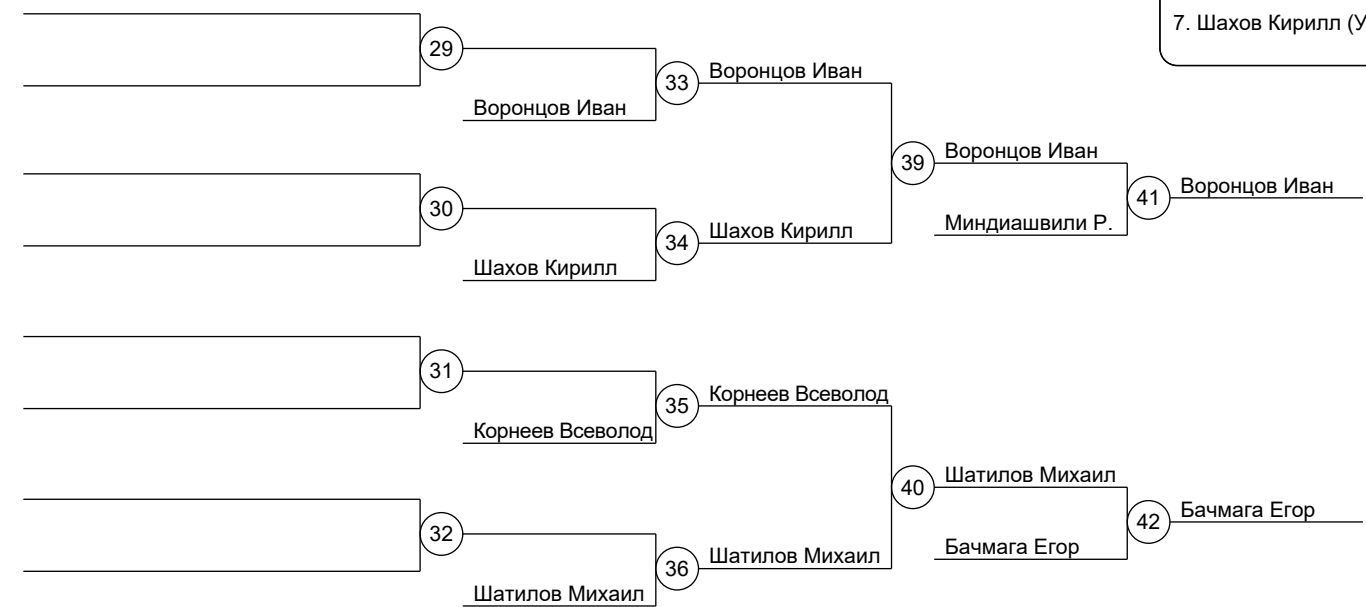 7. Шахов Кирилл (У
29
33
Воронцов Иван
Воронцов Иван
39
Воронцов Иван
41
Воронцов Иван
30
34
Шахов Кирилл
Миндиашвили Р.
Шахов Кирилл
31
35
Корнеев Всеволод
Корнеев Всеволод
40
Шатилов Михаил
42
Бачмага Егор
32
36
Шатилов Михаил
Бачмага Егор
Шатилов Михаил